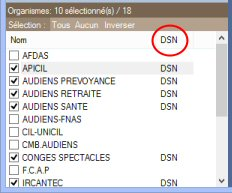 Organismes: 10 sélectionné(s) / 18
Sélection : Tous Aucun Inverser
Nom DSN
AFDAS
APICIL DSN
AUDIENS PREVOYANCE DSN
AUDIENS RETRAITE DSN
AUDIENS SANTE DSN
AUDIENS-FNAS
CIL-UNICIL
CMB.AUDIENS
CONGES SPECTACLES DSN
F.C.A.P
IRCANTEC DSN